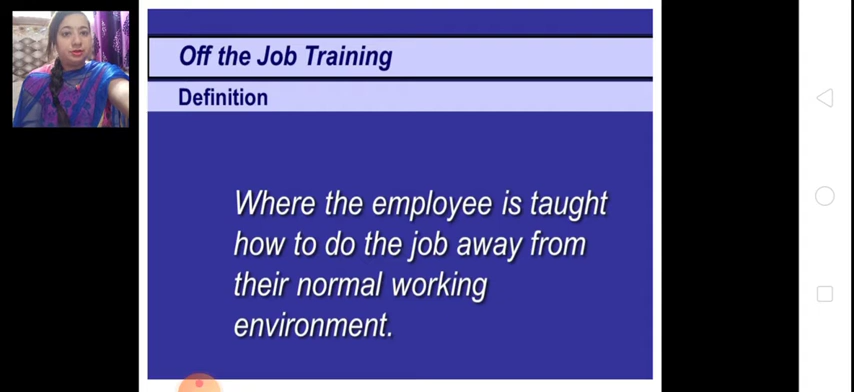 Off the Job Training
Definition
Where the employee is taught
how to do the job away from
their normal working
environment.